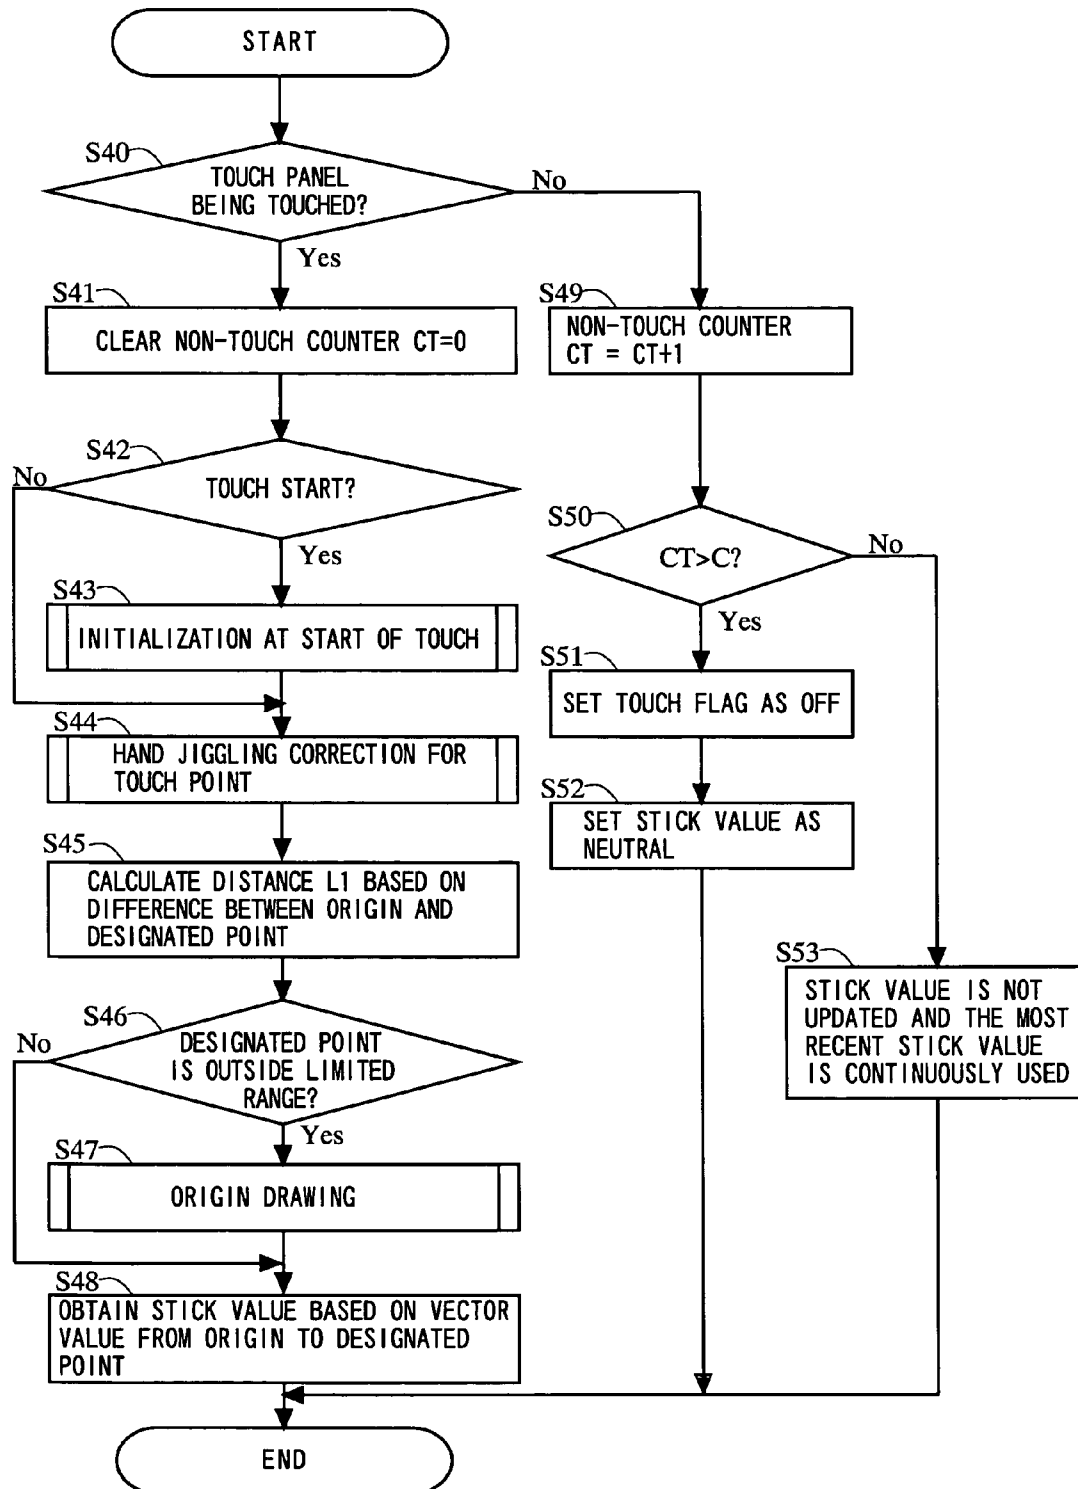 START
S40
TOUCH PANEL
BEING TOUCHED?
No
Yes
S41
CLEAR NON-TOUCH COUNTER CT=0
S49
NON-TOUCH COUNTER
CT = CT+1
S42
No
TOUCH START?
Yes
S50
CT>C?
No
Yes
S43
INITIALIZATION AT START OF TOUCH
S51
SET TOUCH FLAG AS OFF
S44
HAND JIGGLING CORRECTION FOR
TOUCH POINT
S52
SET STICK VALUE AS
NEUTRAL
S45
CALCULATE DISTANCE L1 BASED ON
DIFFERENCE BETWEEN ORIGIN AND
DESIGNATED POINT
S53
STICK VALUE IS NOT
UPDATED AND THE MOST
RECENT STICK VALUE
IS CONTINUOUSLY USED
S46
No
DESIGNATED POINT
IS OUTSIDE LIMITED
RANGE?
Yes
S47
ORIGIN DRAWING
S48
OBTAIN STICK VALUE BASED ON VECTOR
VALUE FROM ORIGIN TO DESIGNATED
POINT
END